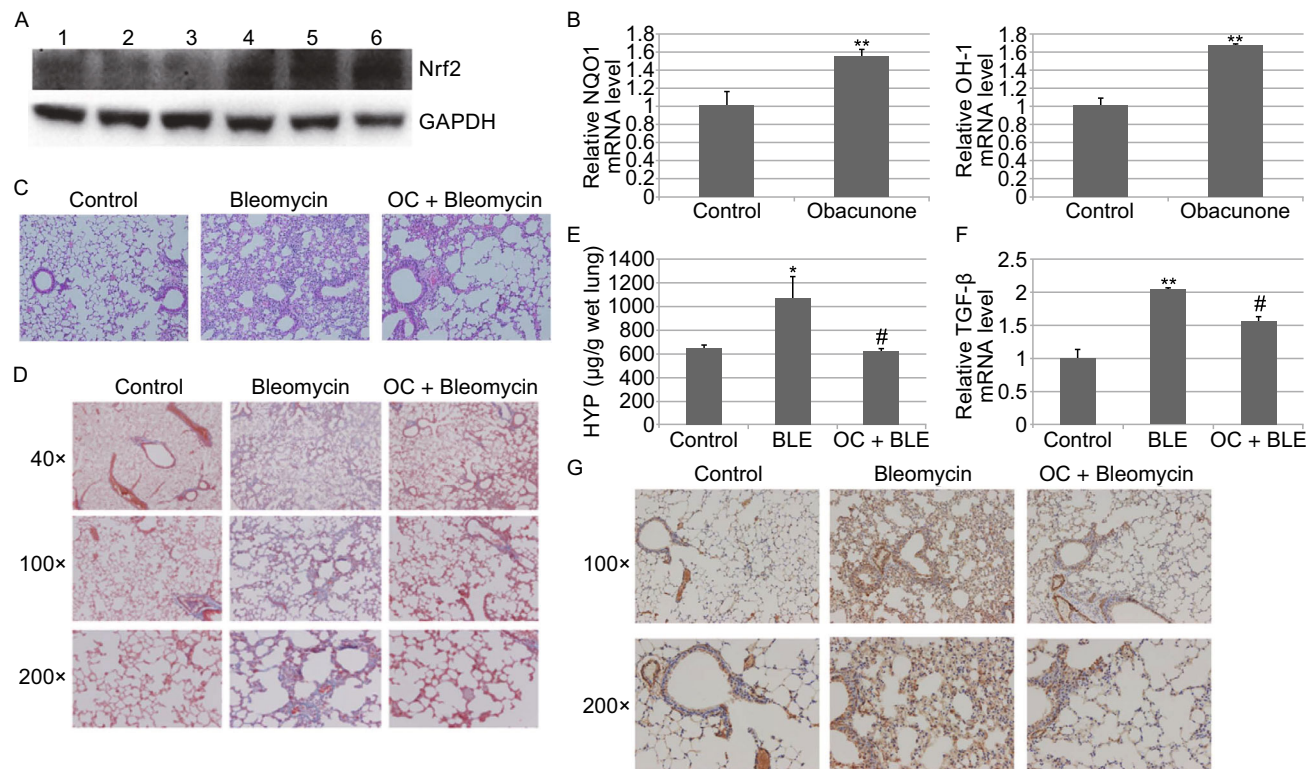 A
1 2 3 4 5 6
Nrf2
GAPDH
B
Relative NQO1
mRNA level
1.8
1.6
1.4
1.2
1
0.8
0.6
0.4
0.2
0
**
Control Obacunone
Relative OH-1
mRNA level
1.8
1.6
1.4
1.2
1
0.8
0.6
0.4
0.2
0
**
Control Obacunone
C
Control Bleomycin OC + Bleomycin
D
Control Bleomycin OC + Bleomycin
40×
100×
200×
E
HYP (µg/g wet lung)
1400
1200
1000
800
600
400
200
0
*
#
Control BLE OC + BLE
F
Relative TGF-β
mRNA level
2.5
2
1.5
1
0.5
0
**
#
Control BLE OC + BLE
G
Control Bleomycin OC + Bleomycin
100×
200×